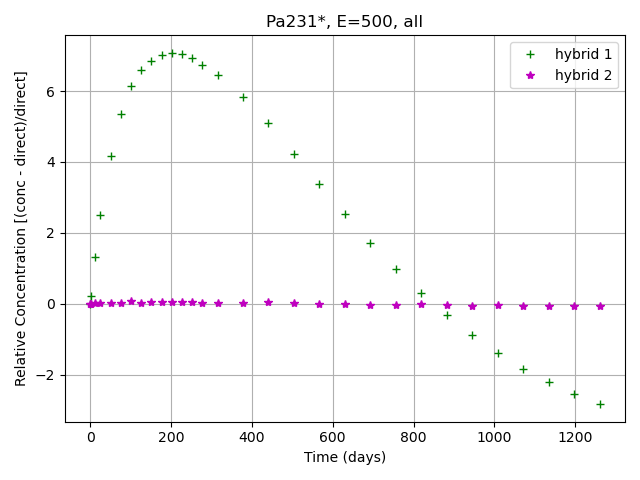 Pa231*, E=500, all
hybrid 1
hybrid 2
Relative Concentration [(conc - direct)/direct]
6
4
2
0
−2
0 200 400 600 800 1000 1200
Time (days)